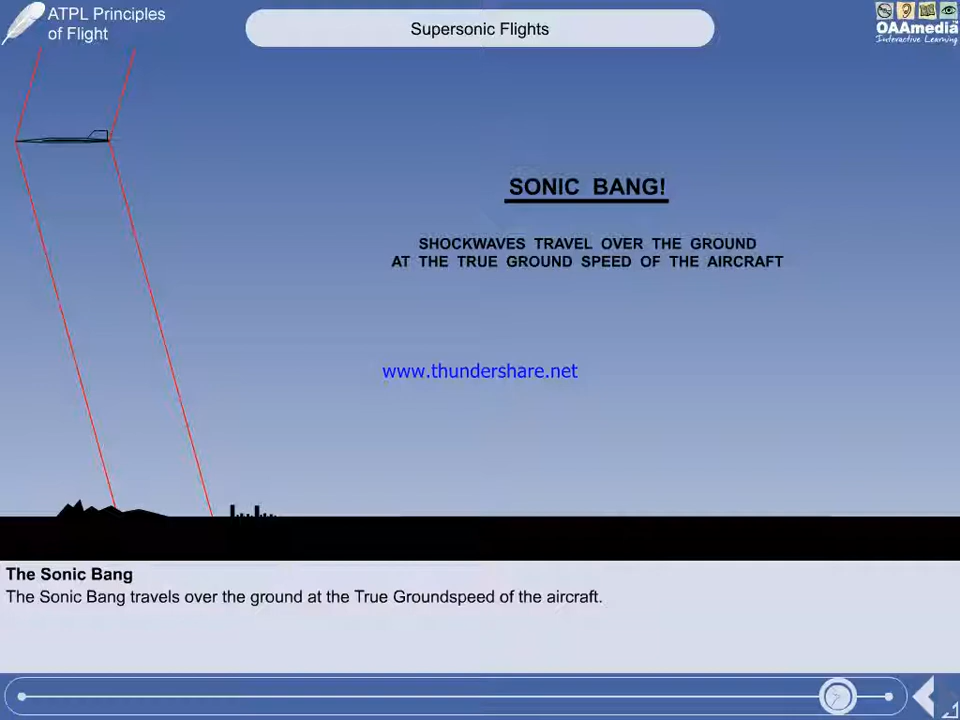 ATPL Principles
of Flight
Supersonic Flights
OAAmedia
Interactive Learning
SONIC BANG!
SHOCKWAVES TRAVEL OVER THE GROUND
AT THE TRUE GROUND SPEED OF THE AIRCRAFT
www.thundershare.net
The Sonic Bang
The Sonic Bang travels over the ground at the True Groundspeed of the aircraft.